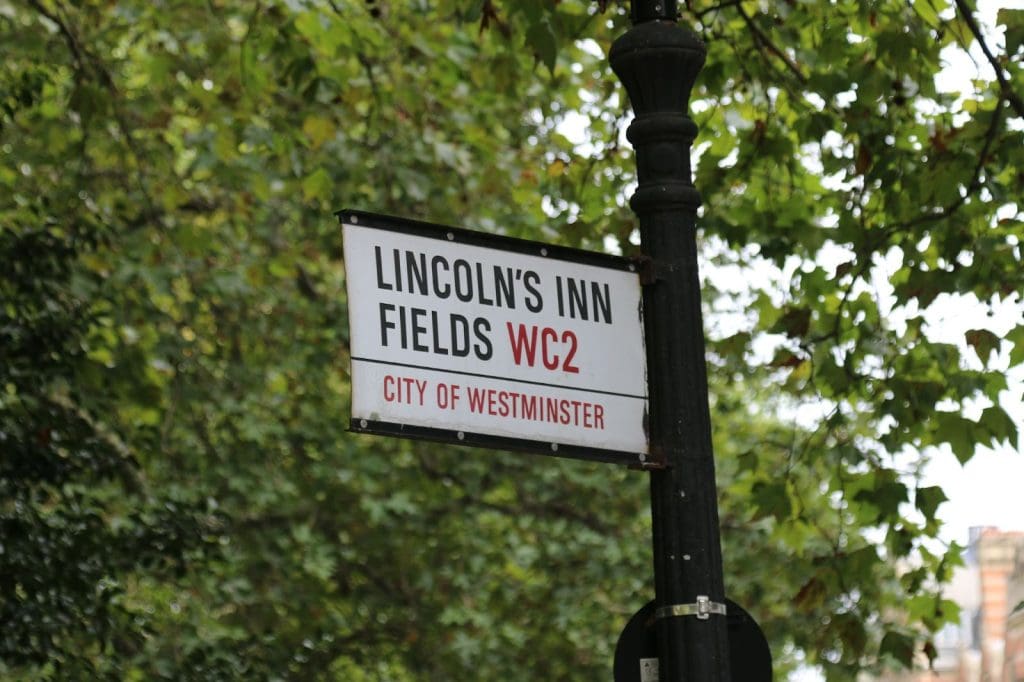 LINCOLN'S INN
FIELDS WC2
CITY OF WESTMINSTER